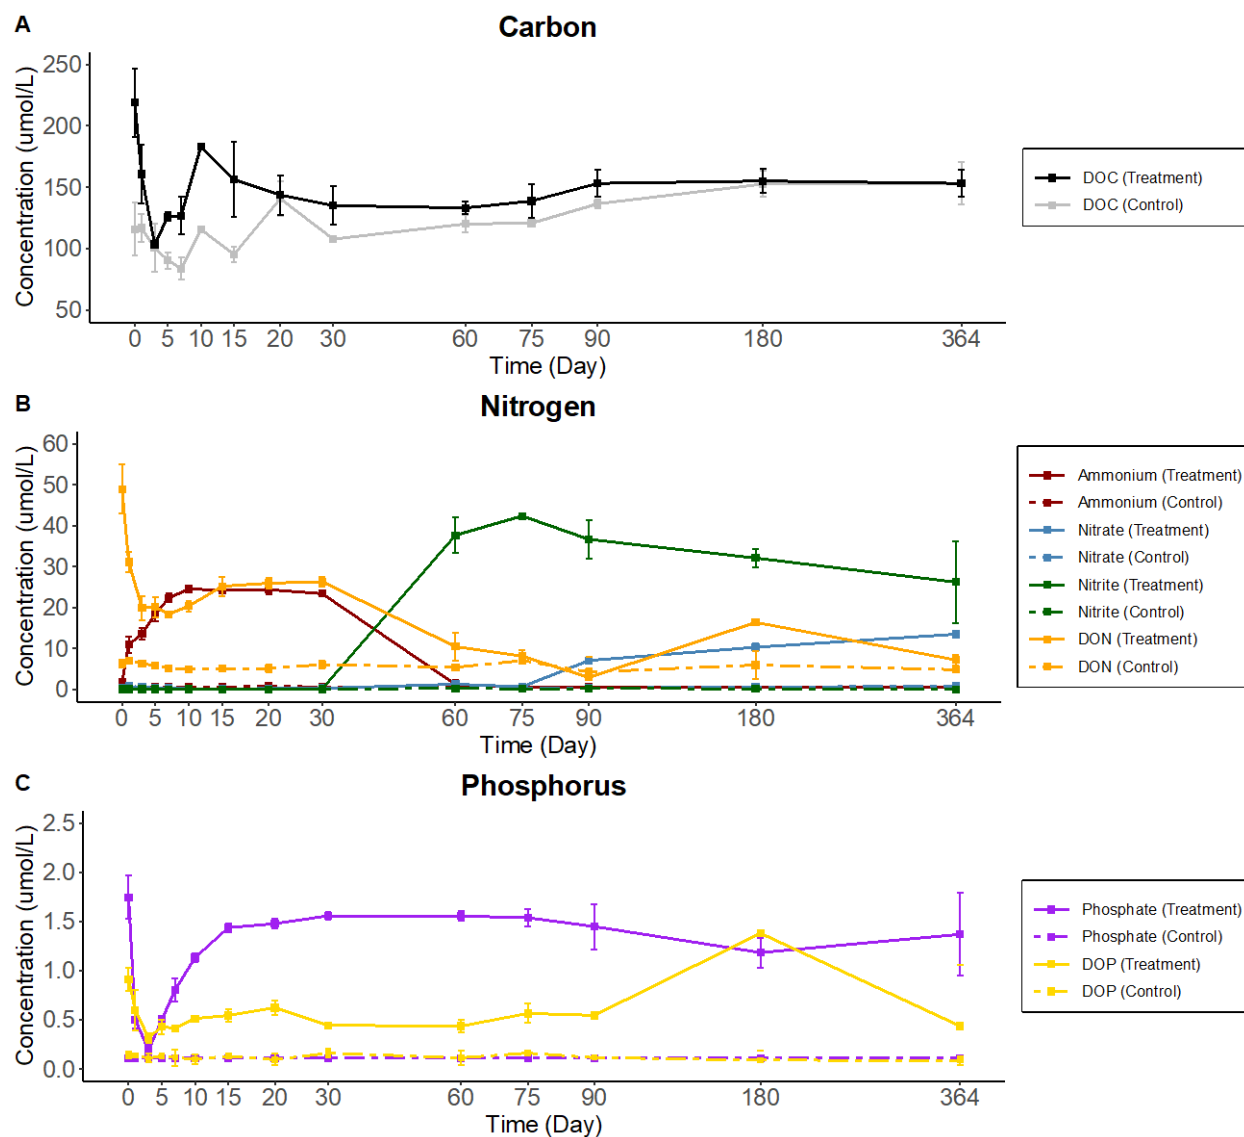 A
Carbon
Concentration (umol/L)
250
200
150
100
50
0 5 10 15 20 30 60 75 90 180 364
Time (Day)
DOC (Treatment)
DOC (Control)
B
Nitrogen
Concentration (umol/L)
60
50
40
30
20
10
0
0 5 10 15 20 30 60 75 90 180 364
Time (Day)
Ammonium (Treatment)
Ammonium (Control)
Nitrate (Treatment)
Nitrate (Control)
Nitrite (Treatment)
Nitrite (Control)
DON (Treatment)
DON (Control)
C
Phosphorus
Concentration (umol/L)
2.5
2.0
1.5
1.0
0.5
0.0
0 5 10 15 20 30 60 75 90 180 364
Time (Day)
Phosphate (Treatment)
Phosphate (Control)
DOP (Treatment)
DOP (Control)